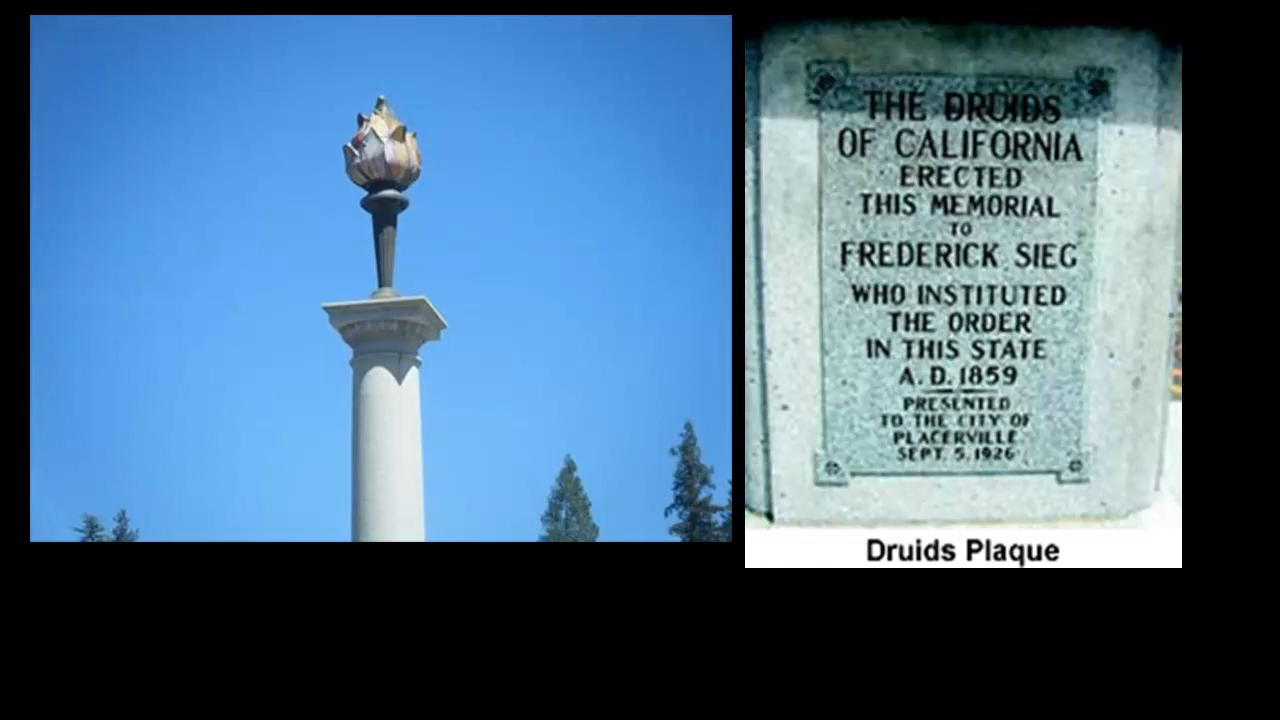 THE DRUIDS
OF CALIFORNIA
ERECTED
THIS MEMORIAL
TO
FREDERICK SIEG
WHO INSTITUTED
THE ORDER
IN THIS STATE
A.D. 1859
PRESENTED
TO THE CITY OF
PLACERVILLE
SEPT. 5, 1926
Druids Plaque